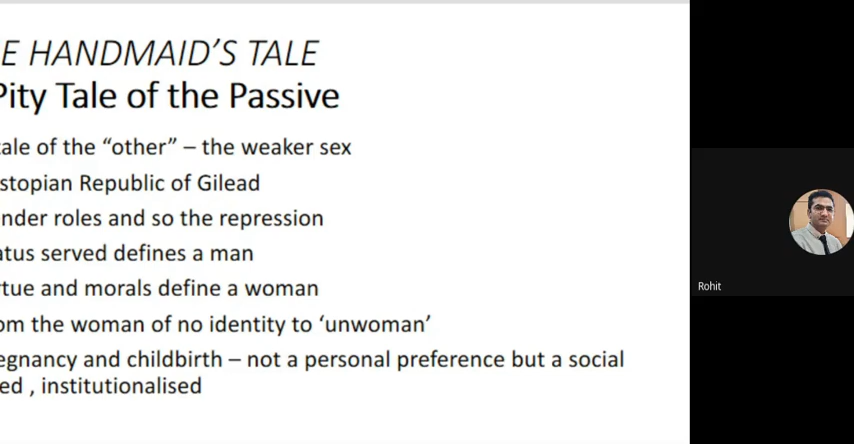 E HANDMAID'S TALE
Pity Tale of the Passive
ale of the “other” – the weaker sex
stopian Republic of Gilead
nder roles and so the repression
atus served defines a man
rtue and morals define a woman
om the woman of no identity to ‘unwoman’
egnancy and childbirth – not a personal preference but a social
ed , institutionalised
Rohit